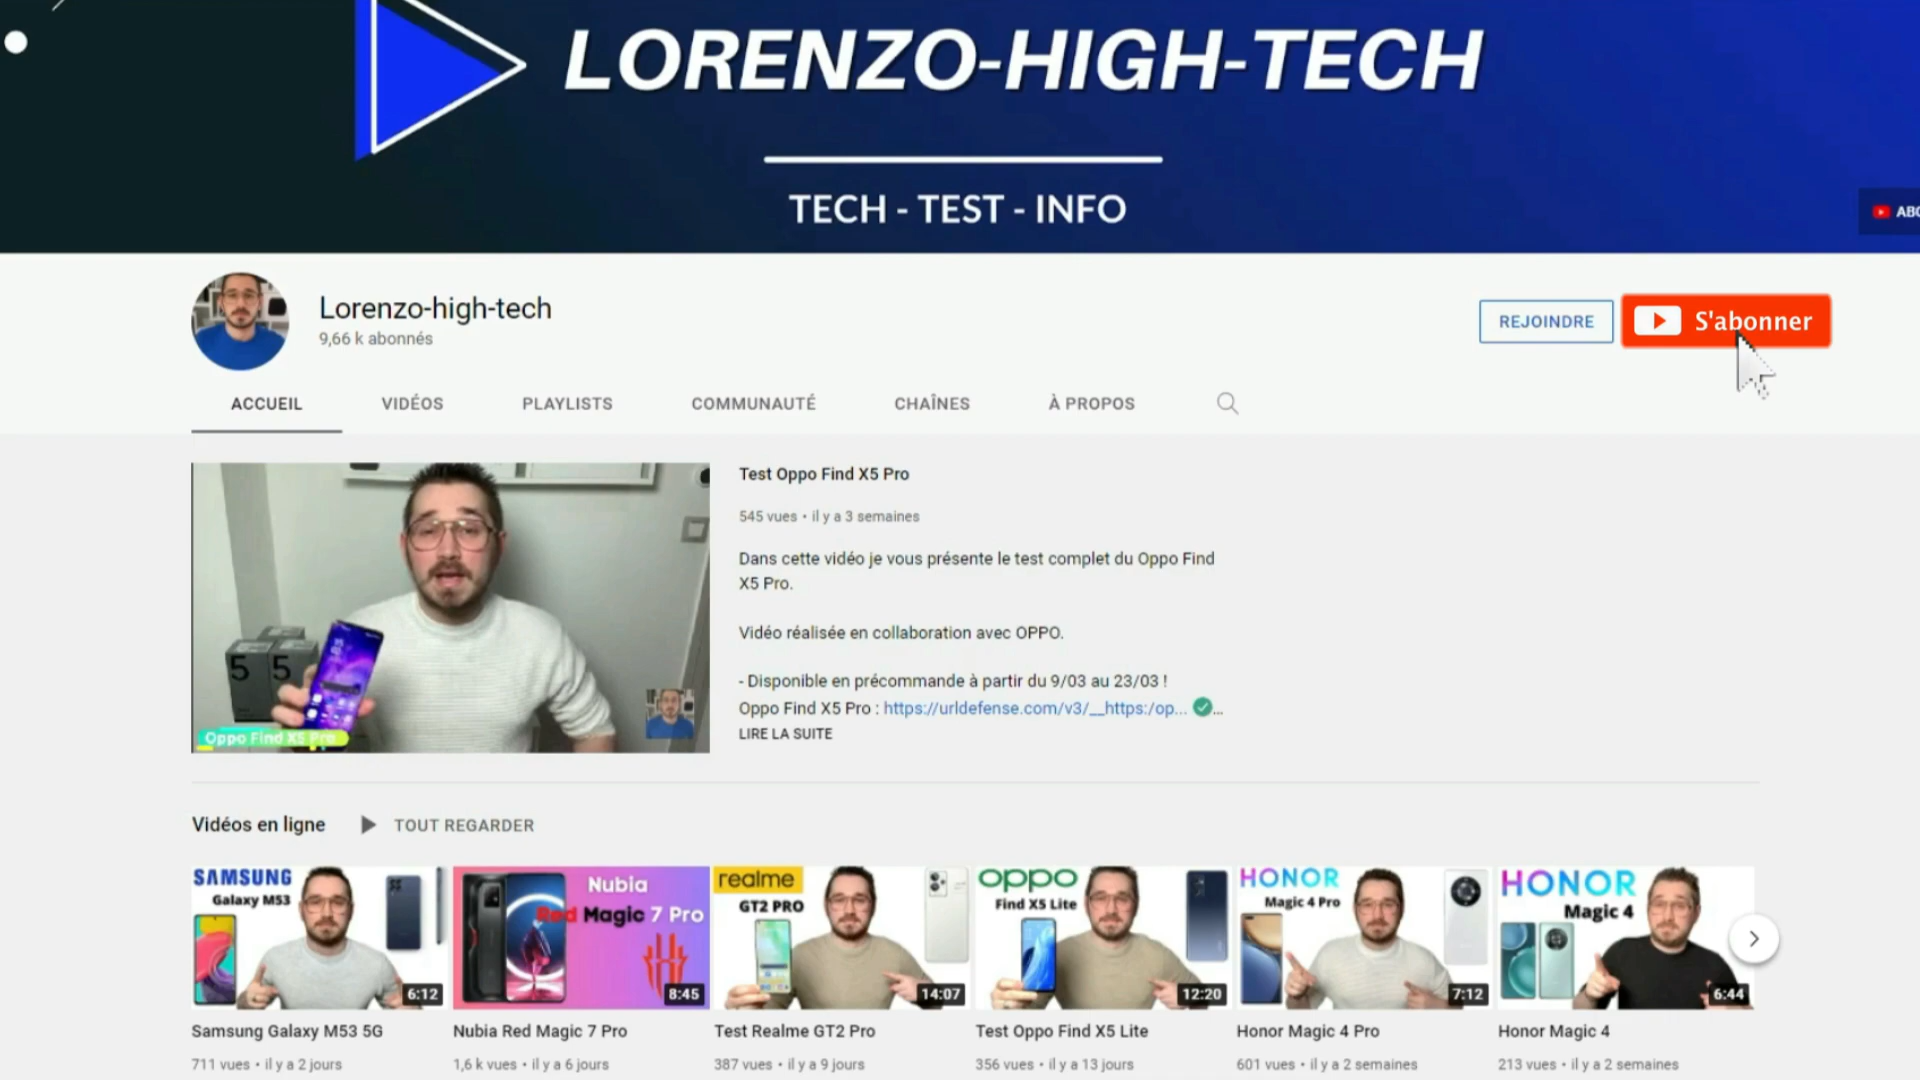 LORENZO-HIGH-TECH
TECH - TEST - INFO
Lorenzo-high-tech
9,66 k abonnés
REJOINDRE
S'abonner
ACCUEIL VIDÉOS PLAYLISTS COMMUNAUTÉ CHAÎNES À PROPOS
5 5
Oppo Find X5 Pro
Test Oppo Find X5 Pro
545 vues • il y a 3 semaines
Dans cette vidéo je vous présente le test complet du Oppo Find
X5 Pro.
Vidéo réalisée en collaboration avec OPPO.
- Disponible en précommande à partir du 9/03 au 23/03 !
Oppo Find X5 Pro : https://urldefense.com/v3/__https:/op... ...
LIRE LA SUITE
Vidéos en ligne TOUT REGARDER
SAMSUNG
Galaxy M53
6:12
Samsung Galaxy M53 5G
711 vues • il y a 2 jours
Nubia
Red Magic 7 Pro
8:45
Nubia Red Magic 7 Pro
1,6 k vues • il y a 6 jours
realme
GT2 PRO
14:07
Test Realme GT2 Pro
387 vues • il y a 9 jours
oppo
Find X5 Lite
12:20
Test Oppo Find X5 Lite
356 vues • il y a 13 jours
HONOR
Magic 4 Pro
7:12
Honor Magic 4 Pro
601 vues • il y a 2 semaines
HONOR
Magic 4
6:44
Honor Magic 4
213 vues • il y a 2 semaines